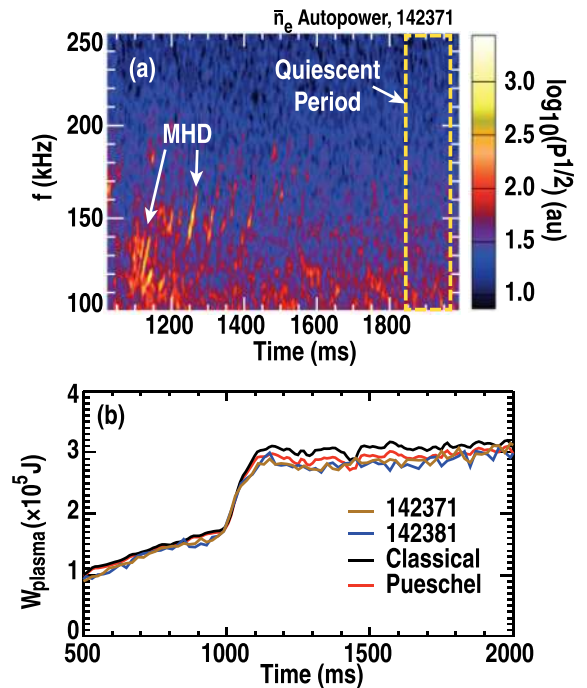 n̄e Autopower, 142371
(a)
MHD
Quiescent
Period
f (kHz)
250
200
150
100
1200 1400 1600 1800
Time (ms)
3.0
2.5
2.0
1.5
1.0
log10(P1/2) (au)
(b)
Wplasma (×10^5 J)
4
3
2
1
0
142371
142381
Classical
Pueschel
500 1000 1500 2000
Time (ms)